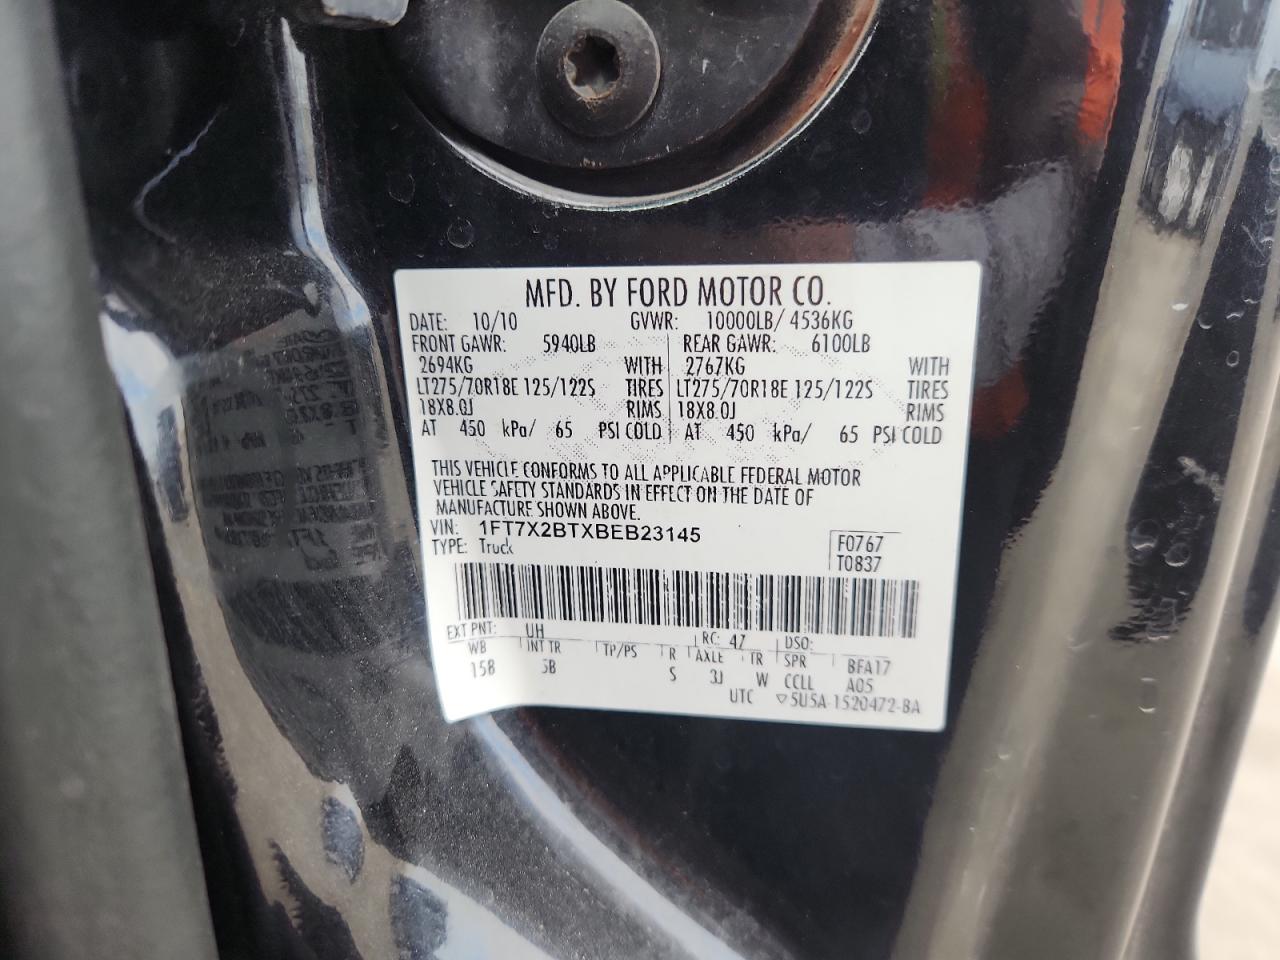 MFD. BY FORD MOTOR CO.
DATE: 10/10 GVWR: 10000LB/ 4536KG
FRONT GAWR: 5940LB REAR GAWR: 6100LB
2694KG WITH 2767KG WITH
LT275/70R18E 125/122S TIRES LT275/70R18E 125/122S TIRES
18X8.0J RIMS 18X8.0J RIMS
AT 450 kPa/ 65 PSI COLD AT 450 kPa/ 65 PSI COLD
THIS VEHICLE CONFORMS TO ALL APPLICABLE FEDERAL MOTOR
VEHICLE SAFETY STANDARDS IN EFFECT ON THE DATE OF
MANUFACTURE SHOWN ABOVE.
VIN: 1FT7X2BTXBEB23145
TYPE: Truck
F0767
T0837
EXT PNT: UH RC: 47 DSO:
WB INT TR TP/PS R AXLE TR SPR BFA17
158 5B S 3J W CCLL A05
UTC ▽5U5A-1520472-BA